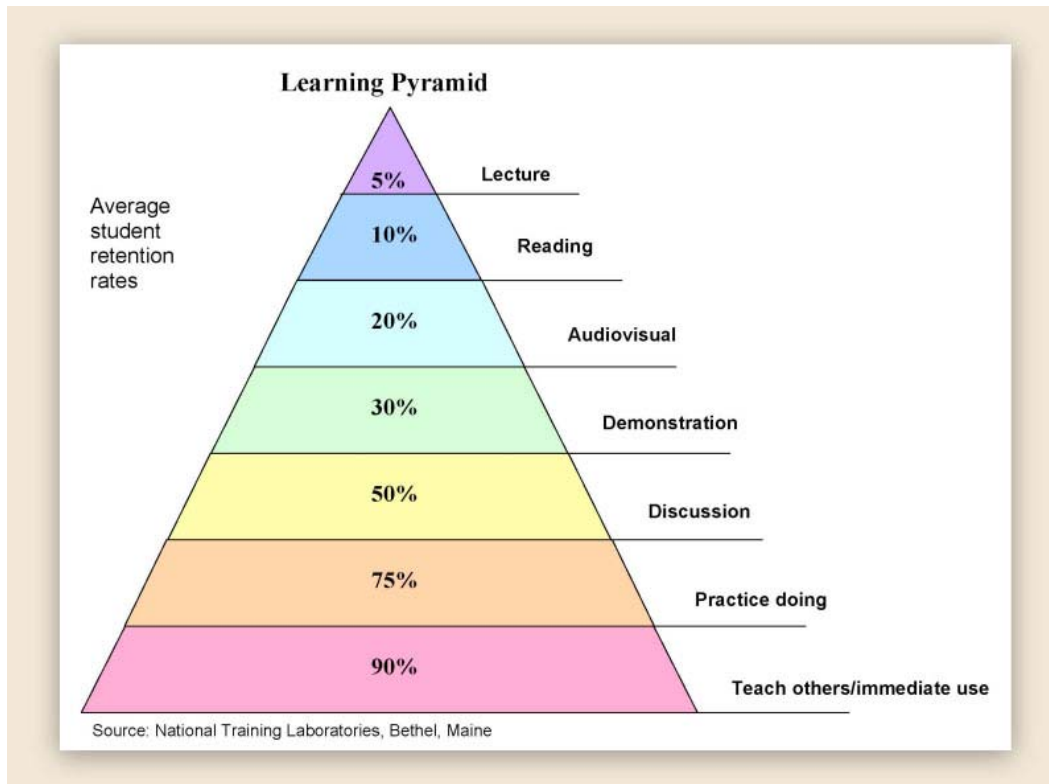 Learning Pyramid
Average
student
retention
rates
5%
Lecture
10%
Reading
20%
Audiovisual
30%
Demonstration
50%
Discussion
75%
Practice doing
90%
Teach others/immediate use
Source: National Training Laboratories, Bethel, Maine